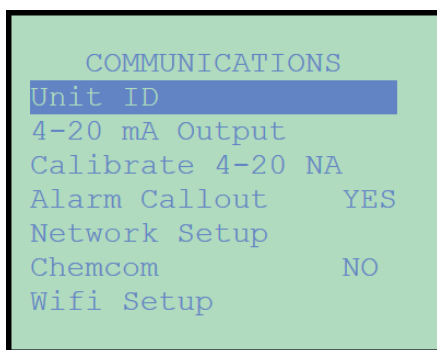 COMMUNICATIONS
Unit ID
4-20 mA Output
Calibrate 4-20 NA
Alarm Callout YES
Network Setup
Chemcom NO
Wifi Setup